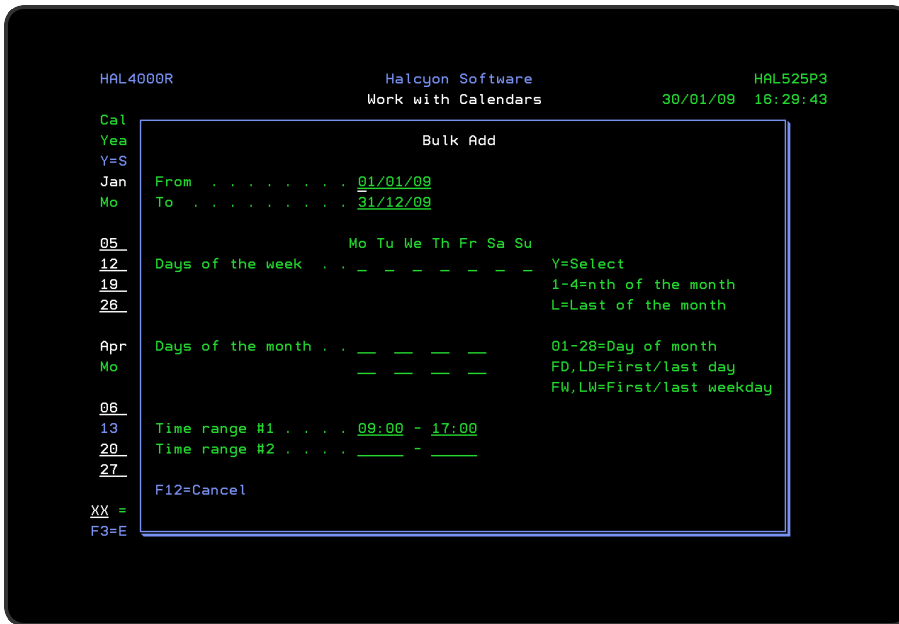 HAL4000R Halcyon Software HAL525P3
Work with Calendars 30/01/09 16:29:43
Cal
Yea Bulk Add
Y=S
Jan From . . . . . . . . 01/01/09
Mo To . . . . . . . . . 31/12/09
05 Mo Tu We Th Fr Sa Su
12 Days of the week . . _ _ _ _ _ _ _ Y=Select
19 1-4=nth of the month
26 L=Last of the month
Apr Days of the month . . __ __ __ __ 01-28=Day of month
Mo __ __ __ __ FD,LD=First/last day
FW,LW=First/last weekday
06
13 Time range #1 . . . . 09:00 - 17:00
20 Time range #2 . . . . _____ - _____
27
F12=Cancel
XX =
F3=E